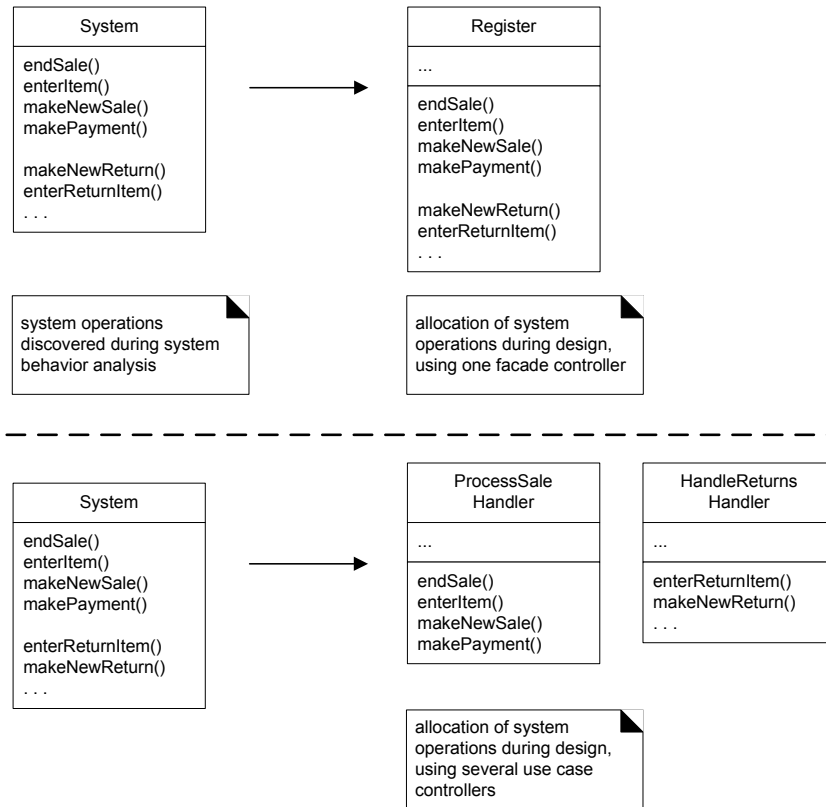 System
endSale()
enterItem()
makeNewSale()
makePayment()
makeNewReturn()
enterReturnItem()
. . .
Register
...
endSale()
enterItem()
makeNewSale()
makePayment()
makeNewReturn()
enterReturnItem()
. . .
system operations
discovered during system
behavior analysis
allocation of system
operations during design,
using one facade controller
System
endSale()
enterItem()
makeNewSale()
makePayment()
enterReturnItem()
makeNewReturn()
. . .
ProcessSale
Handler
...
endSale()
enterItem()
makeNewSale()
makePayment()
HandleReturns
Handler
...
enterReturnItem()
makeNewReturn()
. . .
allocation of system
operations during design,
using several use case
controllers